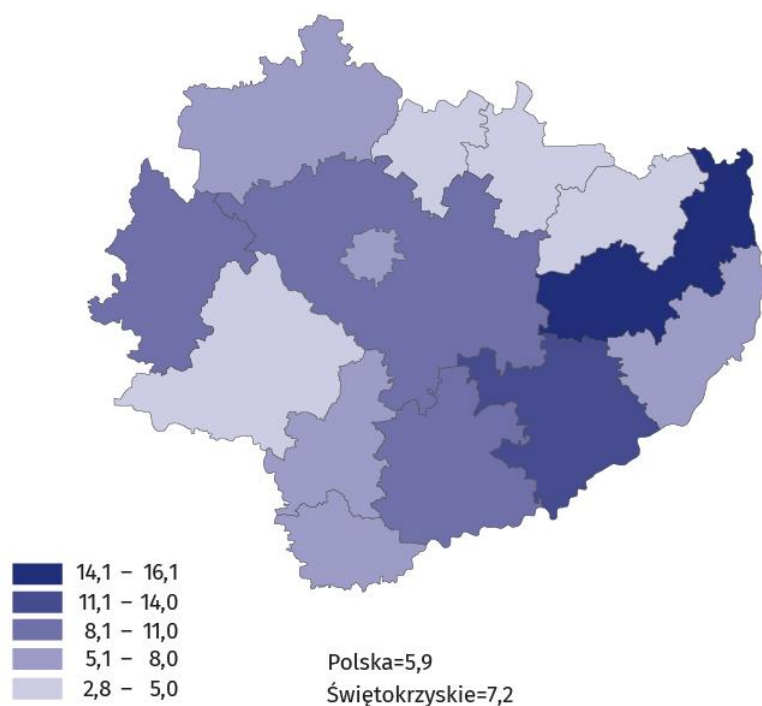 14,1 – 16,1
11,1 – 14,0
8,1 – 11,0
5,1 – 8,0
2,8 – 5,0
Polska=5,9
Świętokrzyskie=7,2